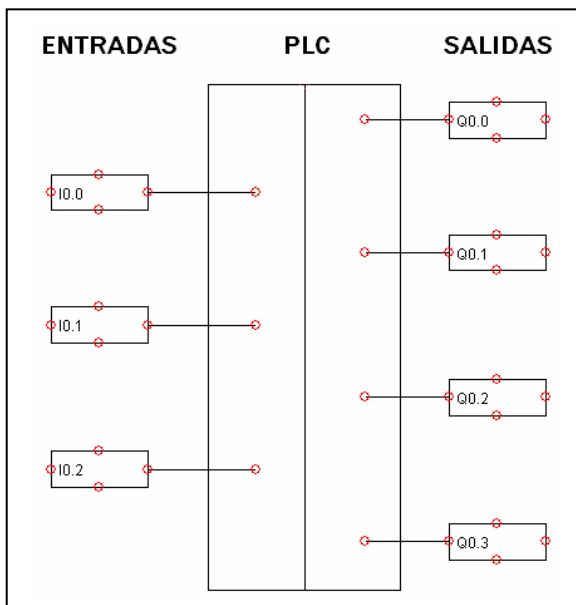 ENTRADAS PLC SALIDAS
Q0.0
I0.0
Q0.1
I0.1
Q0.2
I0.2
Q0.3